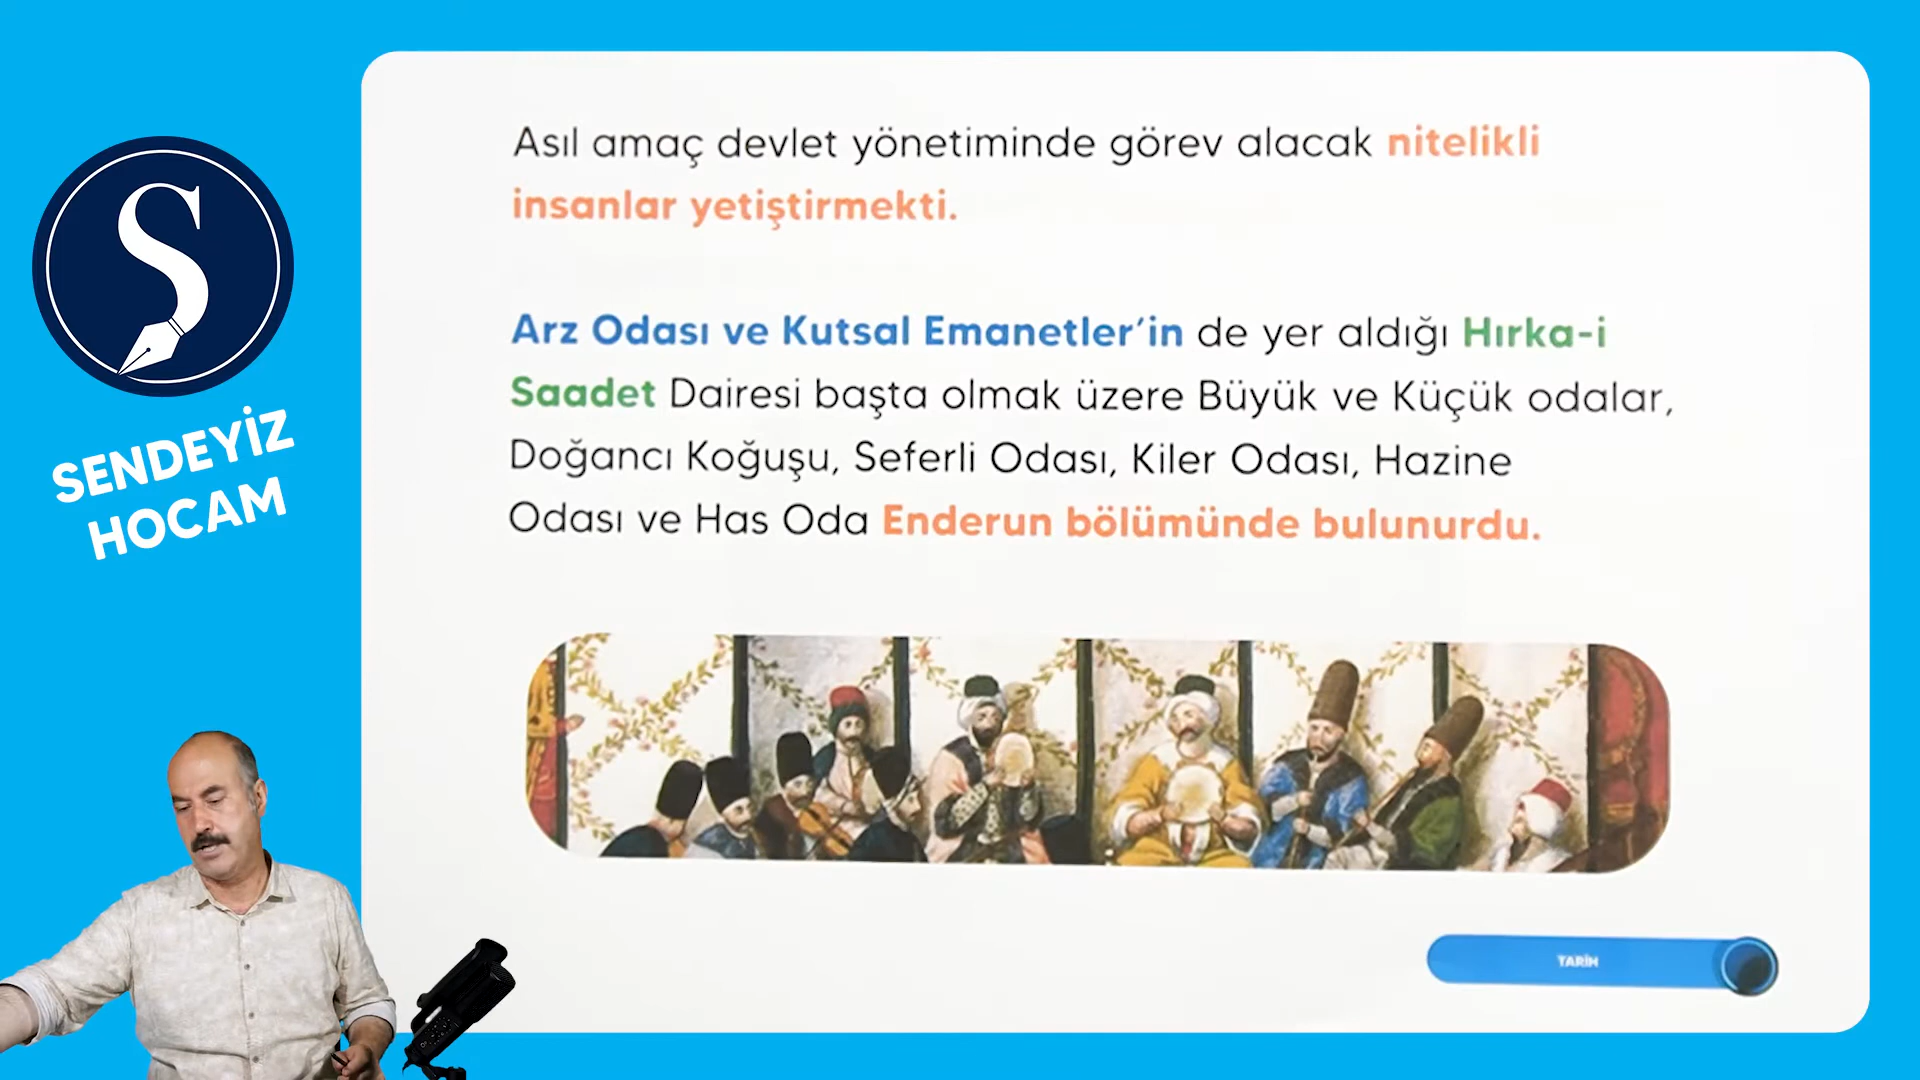 S
SENDEYİZ
HOCAM
Asıl amaç devlet yönetiminde görev alacak nitelikli
insanlar yetiştirmekti.
Arz Odası ve Kutsal Emanetler’in de yer aldığı Hırka-i
Saadet Dairesi başta olmak üzere Büyük ve Küçük odalar,
Doğancı Koğuşu, Seferli Odası, Kiler Odası, Hazine
Odası ve Has Oda Enderun bölümünde bulunurdu.
TARİH